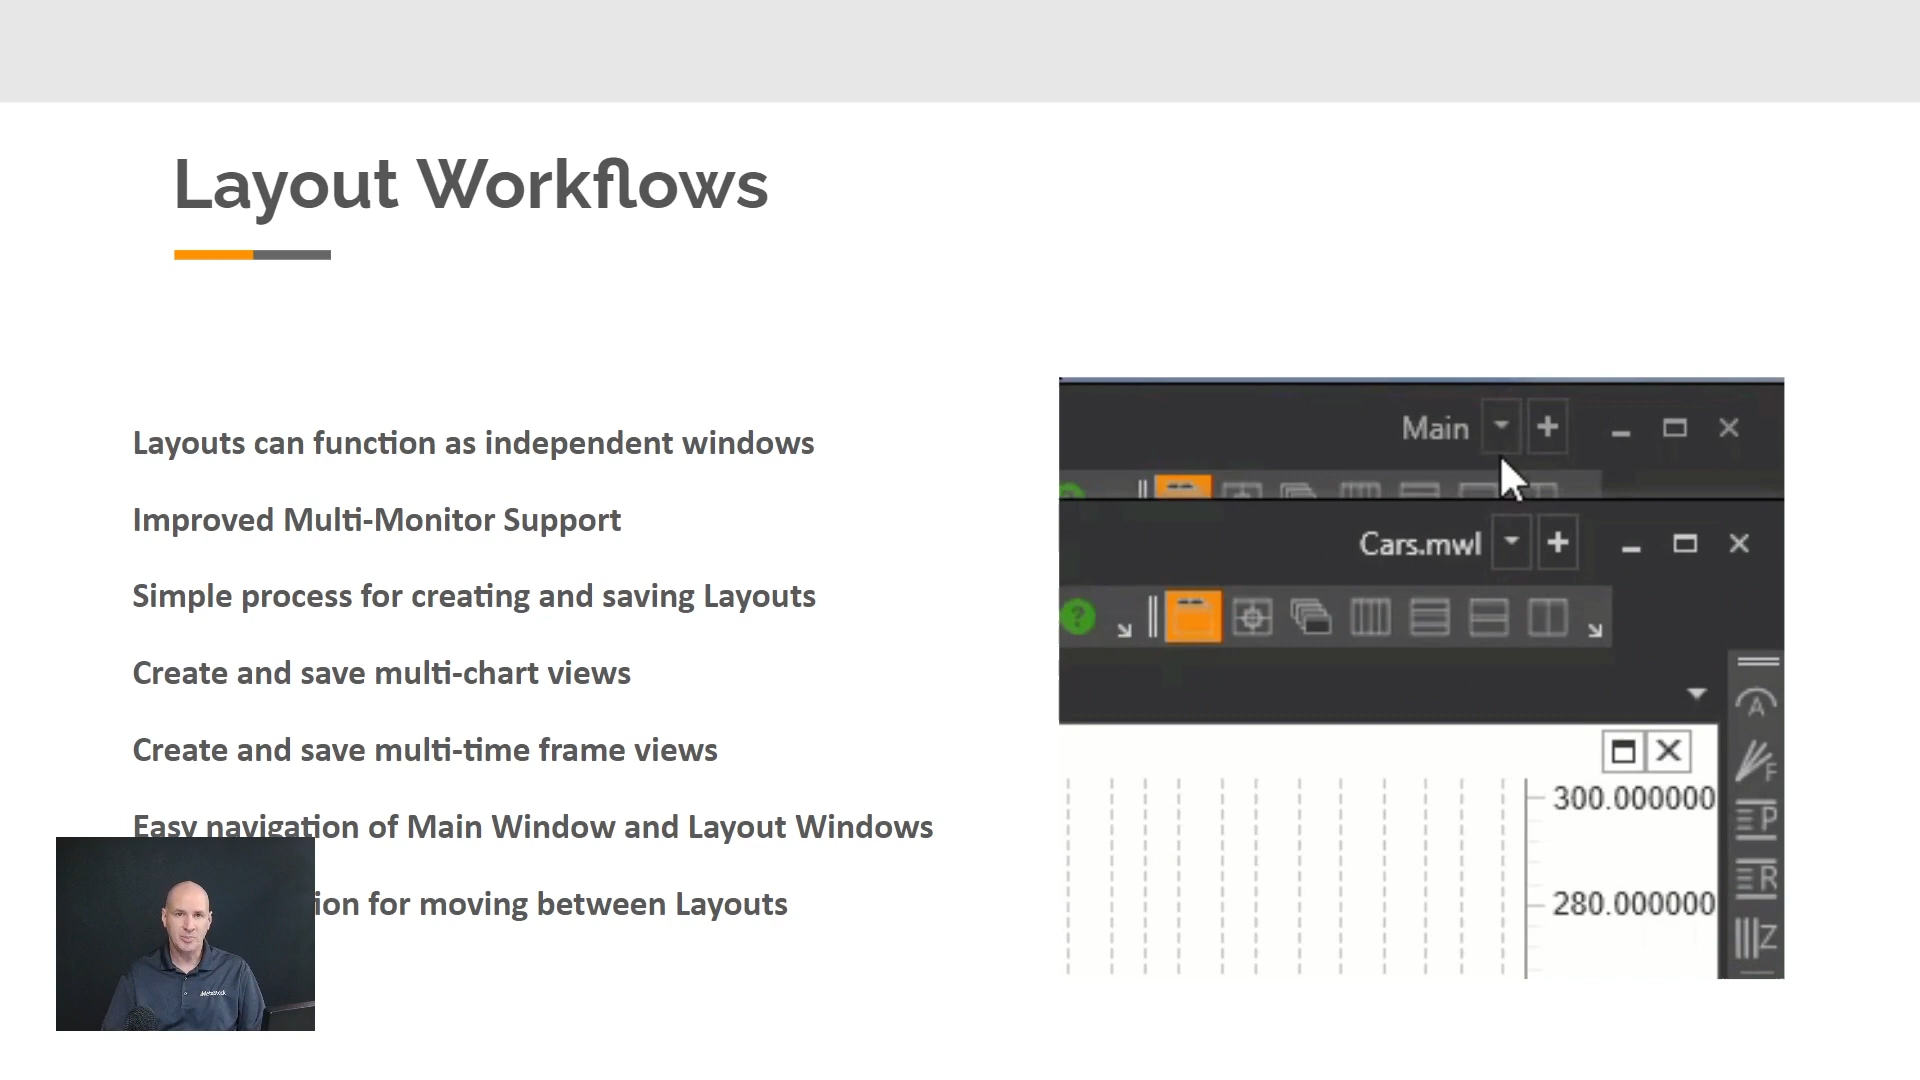 Layout Workflows
Layouts can function as independent windows
Improved Multi-Monitor Support
Simple process for creating and saving Layouts
Create and save multi-chart views
Create and save multi-time frame views
Easy navigation of Main Window and Layout Windows
for moving between Layouts
Main
Cars.mwl
?
A
F
300.000000
P
R
280.000000
Z